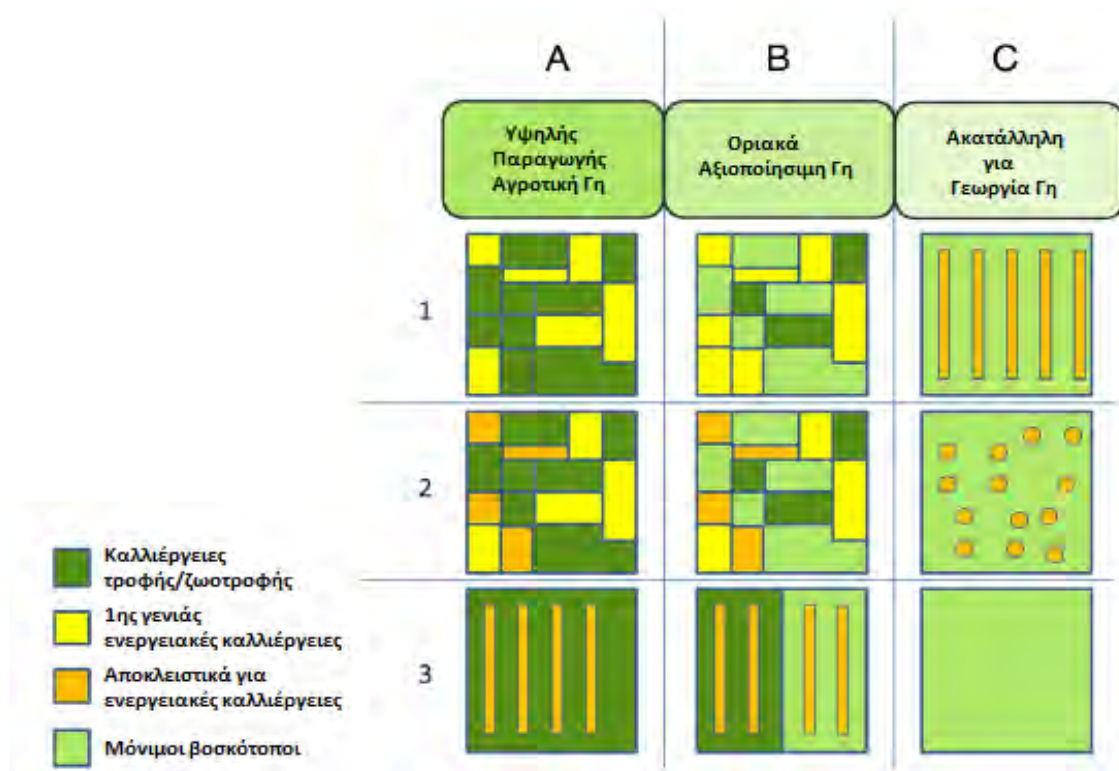 A
B
C
Υψηλής
Παραγωγής
Αγροτική Γη
Οριακά
Αξιοποίησιμη Γη
Ακατάλληλη
για
Γεωργία Γη
1
2
3
Καλλιέργειες
τροφής/ζωοτροφής
1ης γενιάς
ενεργειακές καλλιέργειες
Αποκλειστικά για
ενεργειακές καλλιέργειες
Μόνιμοι βοσκότοποι